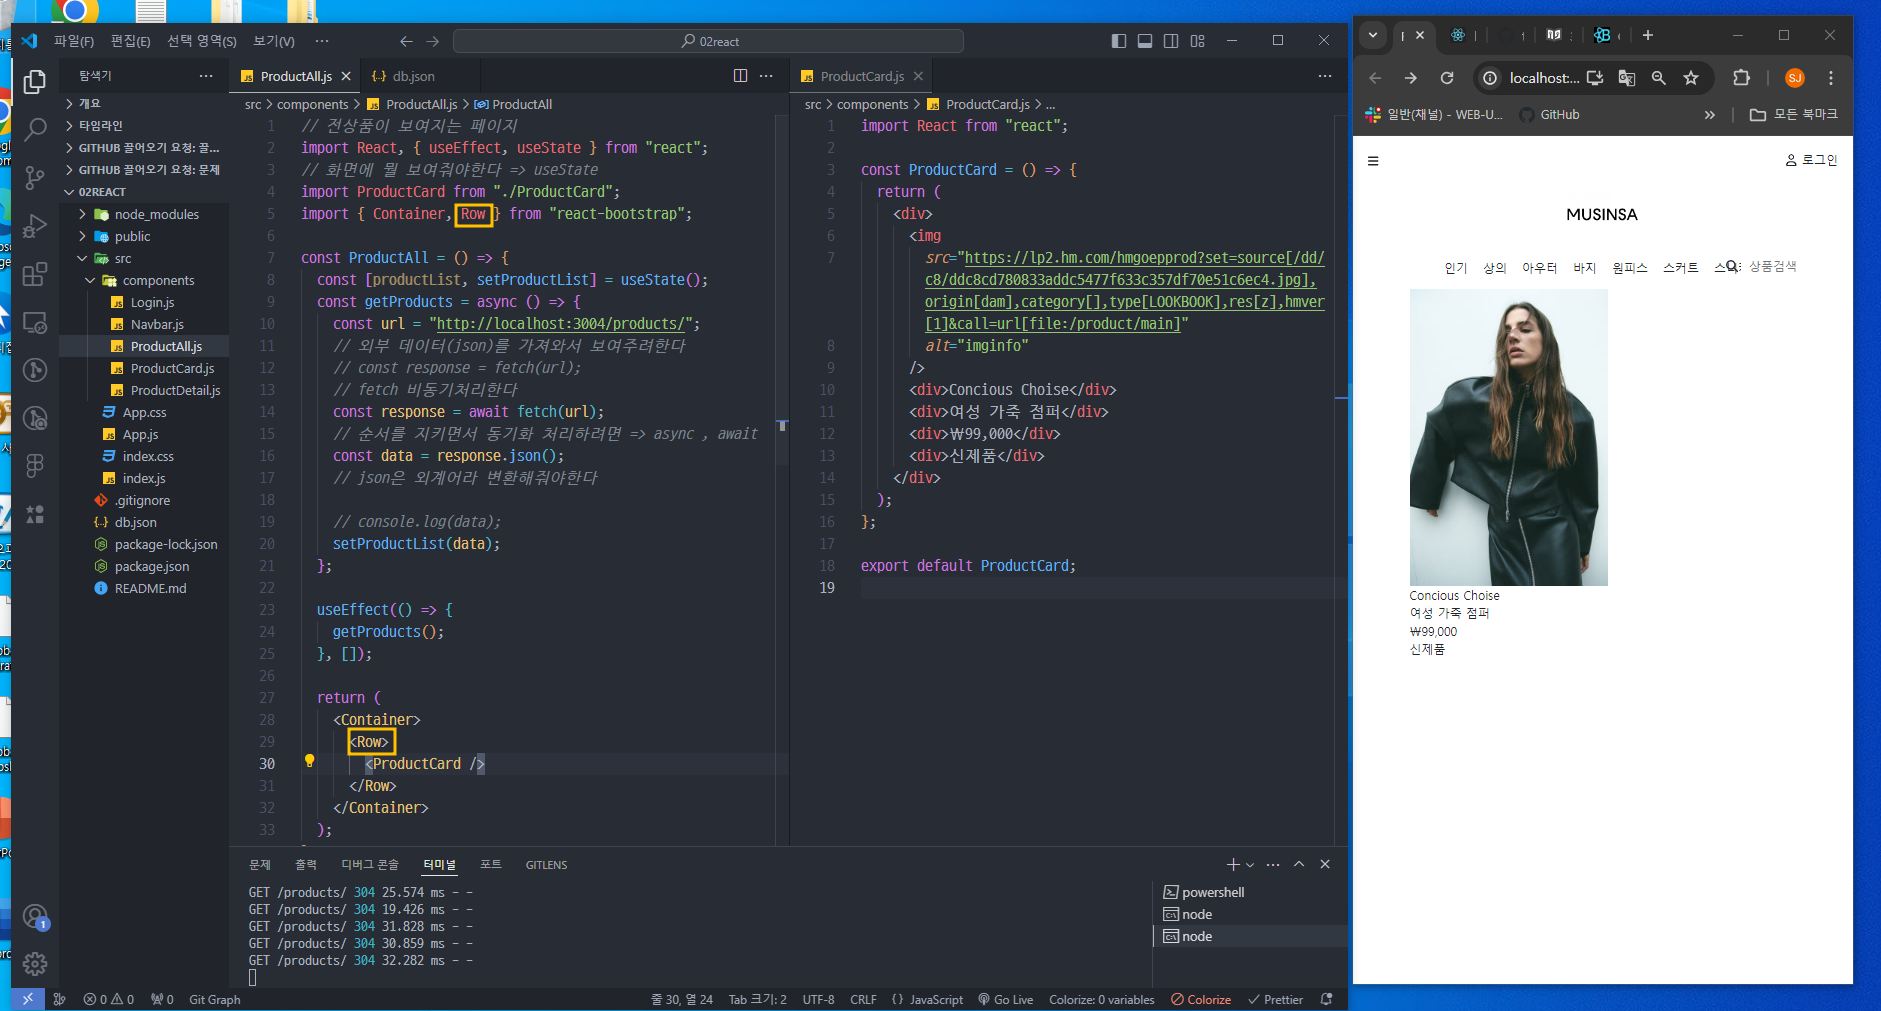 파일(F) 편집(E) 선택 영역(S) 보기(V) ··· 02react
탐색기
개요
타임라인
GITHUB 끌어오기 요청: 끌...
GITHUB 끌어오기 요청: 문제
02REACT
node_modules
public
src
components
Login.js
Navbar.js
ProductAll.js
ProductCard.js
ProductDetail.js
App.css
App.js
index.css
index.js
.gitignore
db.json
package-lock.json
package.json
README.md
ProductAll.js db.json
src > components > ProductAll.js > ProductAll
1 // 전상품이 보여지는 페이지
2 import React, { useEffect, useState } from "react";
3 // 화면에 뭘 보여줘야한다 => useState
4 import ProductCard from "./ProductCard";
5 import { Container, Row } from "react-bootstrap";
6
7 const ProductAll = () => {
8 const [productList, setProductList] = useState();
9 const getProducts = async () => {
10 const url = "http://localhost:3004/products/";
11 // 외부 데이터(json)를 가져와서 보여주려한다
12 // const response = fetch(url);
13 // fetch 비동기처리한다
14 const response = await fetch(url);
15 // 순서를 지키면서 동기화 처리하려면 => async , await
16 const data = response.json();
17 // json은 외계어라 변환해줘야한다
18
19 // console.log(data);
20 setProductList(data);
21 };
22
23 useEffect(() => {
24 getProducts();
25 }, []);
26
27 return (
28 <Container>
29 <Row>
30 <ProductCard />
31 </Row>
32 </Container>
33 );
ProductCard.js
src > components > ProductCard.js > ...
1 import React from "react";
2
3 const ProductCard = () => {
4 return (
5 <div>
6 <img
7 src="https://lp2.hm.com/hmgoepprod?set=source[/dd/
c8/ddc8cd780833addc5477f633c357df70e51c6ec4.jpg],
origin[dam],category[],type[LOOKBOOK],res[z],hmver
[1]&call=url[file:/product/main]"
8 alt="imginfo"
9 />
10 <div>Concious Choise</div>
11 <div>여성 가죽 점퍼</div>
12 <div>₩99,000</div>
13 <div>신제품</div>
14 </div>
15 );
16 };
17
18 export default ProductCard;
19
문제 출력 디버그 콘솔 터미널 포트 GITLENS
GET /products/ 304 25.574 ms - -
GET /products/ 304 19.426 ms - -
GET /products/ 304 31.828 ms - -
GET /products/ 304 30.859 ms - -
GET /products/ 304 32.282 ms - -
powershell
node
node
1
0 0 0 Git Graph 줄 30, 열 24 Tab 크기: 2 UTF-8 CRLF {} JavaScript Go Live Colorize: 0 variables Colorize Prettier
localhost:... SJ
일반(채널) - WEB-U... GitHub » 모든 북마크
로그인
MUSINSA
인기 상의 아우터 바지 원피스 스커트 상품검색
Concious Choise
여성 가죽 점퍼
₩99,000
신제품